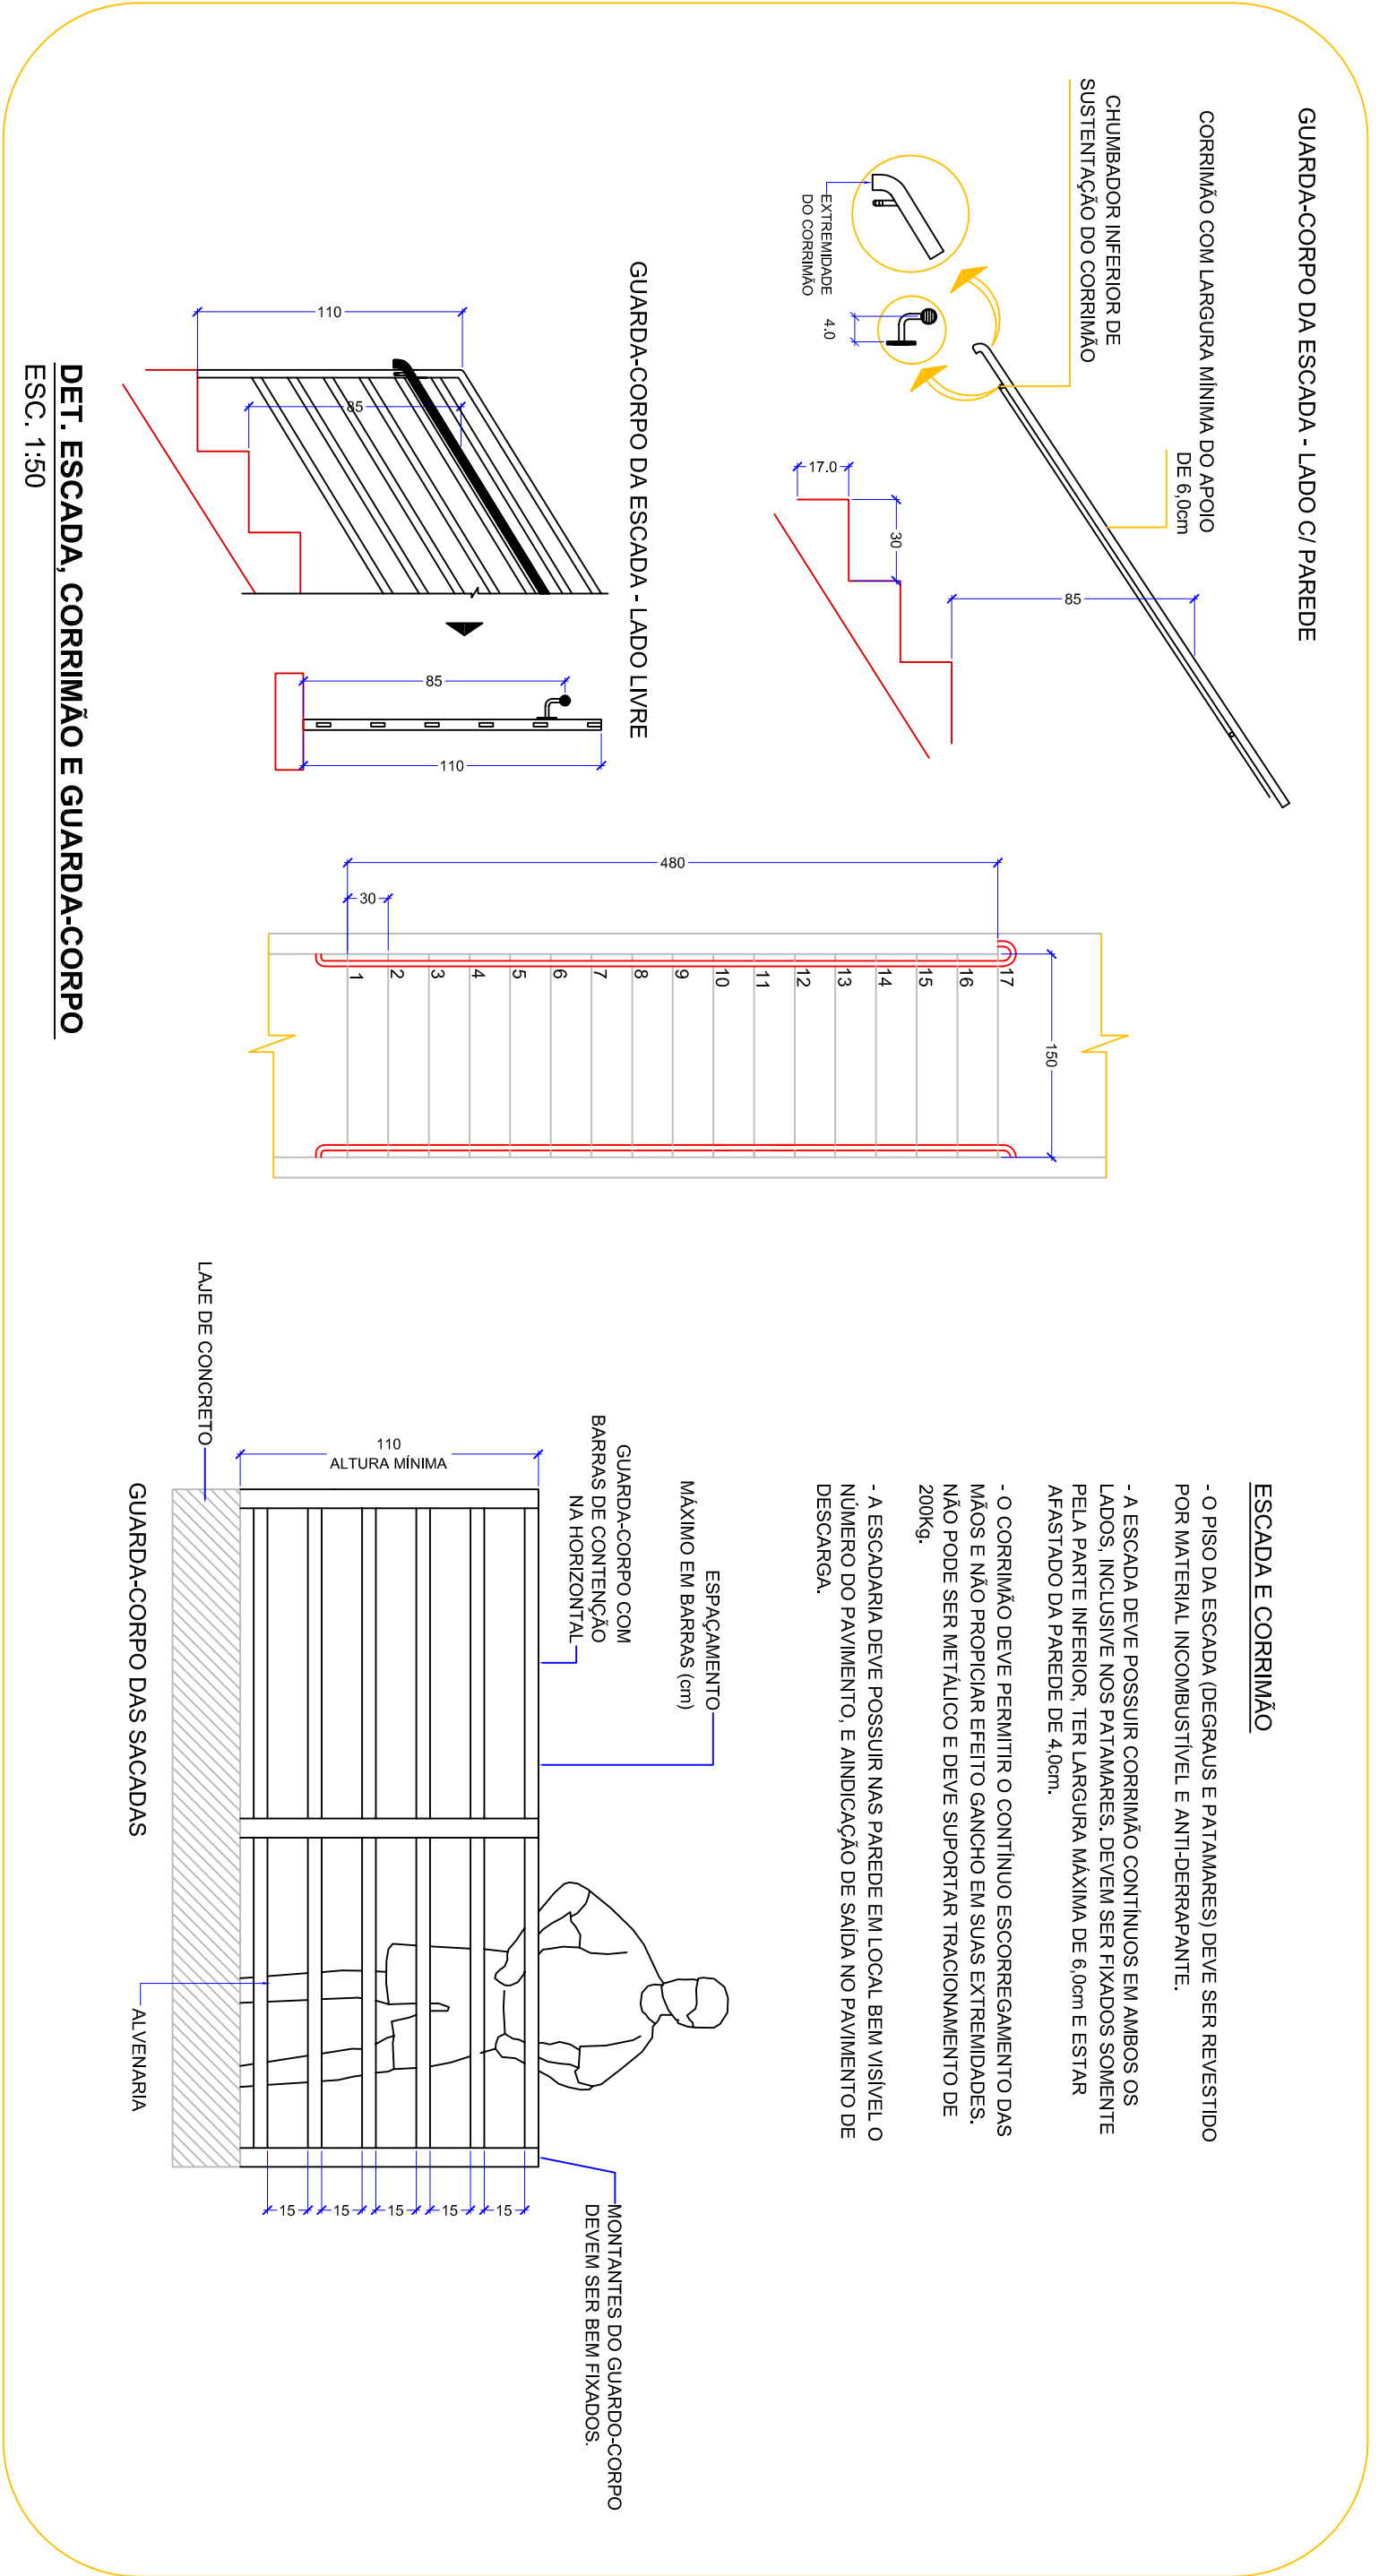 GUARDA-CORPO DA ESCADA - LADO C/ PAREDE
CORRIMÃO COM LARGURA MÍNIMA DO APOIO
DE 6,0cm
CHUMBADOR INFERIOR DE
SUSTENTAÇÃO DO CORRIMÃO
EXTREMIDADE
DO CORRIMÃO
4.0
17.0
30
85
GUARDA-CORPO DA ESCADA - LADO LIVRE
110
85
85
110
DET. ESCADA, CORRIMÃO E GUARDA-CORPO
ESC. 1:50
480
30
150
1
2
3
4
5
6
7
8
9
10
11
12
13
14
15
16
17
ESCADA E CORRIMÃO
- O PISO DA ESCADA (DEGRAUS E PATAMARES) DEVE SER REVESTIDO
POR MATERIAL INCOMBUSTÍVEL E ANTI-DERRAPANTE.
- A ESCADA DEVE POSSUIR CORRIMÃO CONTÍNUOS EM AMBOS OS
LADOS, INCLUSIVE NOS PATAMARES. DEVEM SER FIXADOS SOMENTE
PELA PARTE INFERIOR, TER LARGURA MÁXIMA DE 6,0cm E ESTAR
AFASTADO DA PAREDE DE 4,0cm.
- O CORRIMÃO DEVE PERMITIR O CONTÍNUO ESCORREGAMENTO DAS
MÃOS E NÃO PROPICIAR EFEITO GANCHO EM SUAS EXTREMIDADES.
NÃO PODE SER METÁLICO E DEVE SUPORTAR TRACIONAMENTO DE
200Kg.
- A ESCADARIA DEVE POSSUIR NAS PAREDE EM LOCAL BEM VISÍVEL O
NÚMERO DO PAVIMENTO, E AINDICAÇÃO DE SAÍDA NO PAVIMENTO DE
DESCARGA.
ESPAÇAMENTO
MÁXIMO EM BARRAS (cm)
GUARDA-CORPO COM
BARRAS DE CONTENÇÃO
NA HORIZONTAL
110
ALTURA MÍNIMA
LAJE DE CONCRETO
MONTANTES DO GUARDO-CORPO
DEVEM SER BEM FIXADOS.
15
15
15
15
15
ALVENARIA
GUARDA-CORPO DAS SACADAS